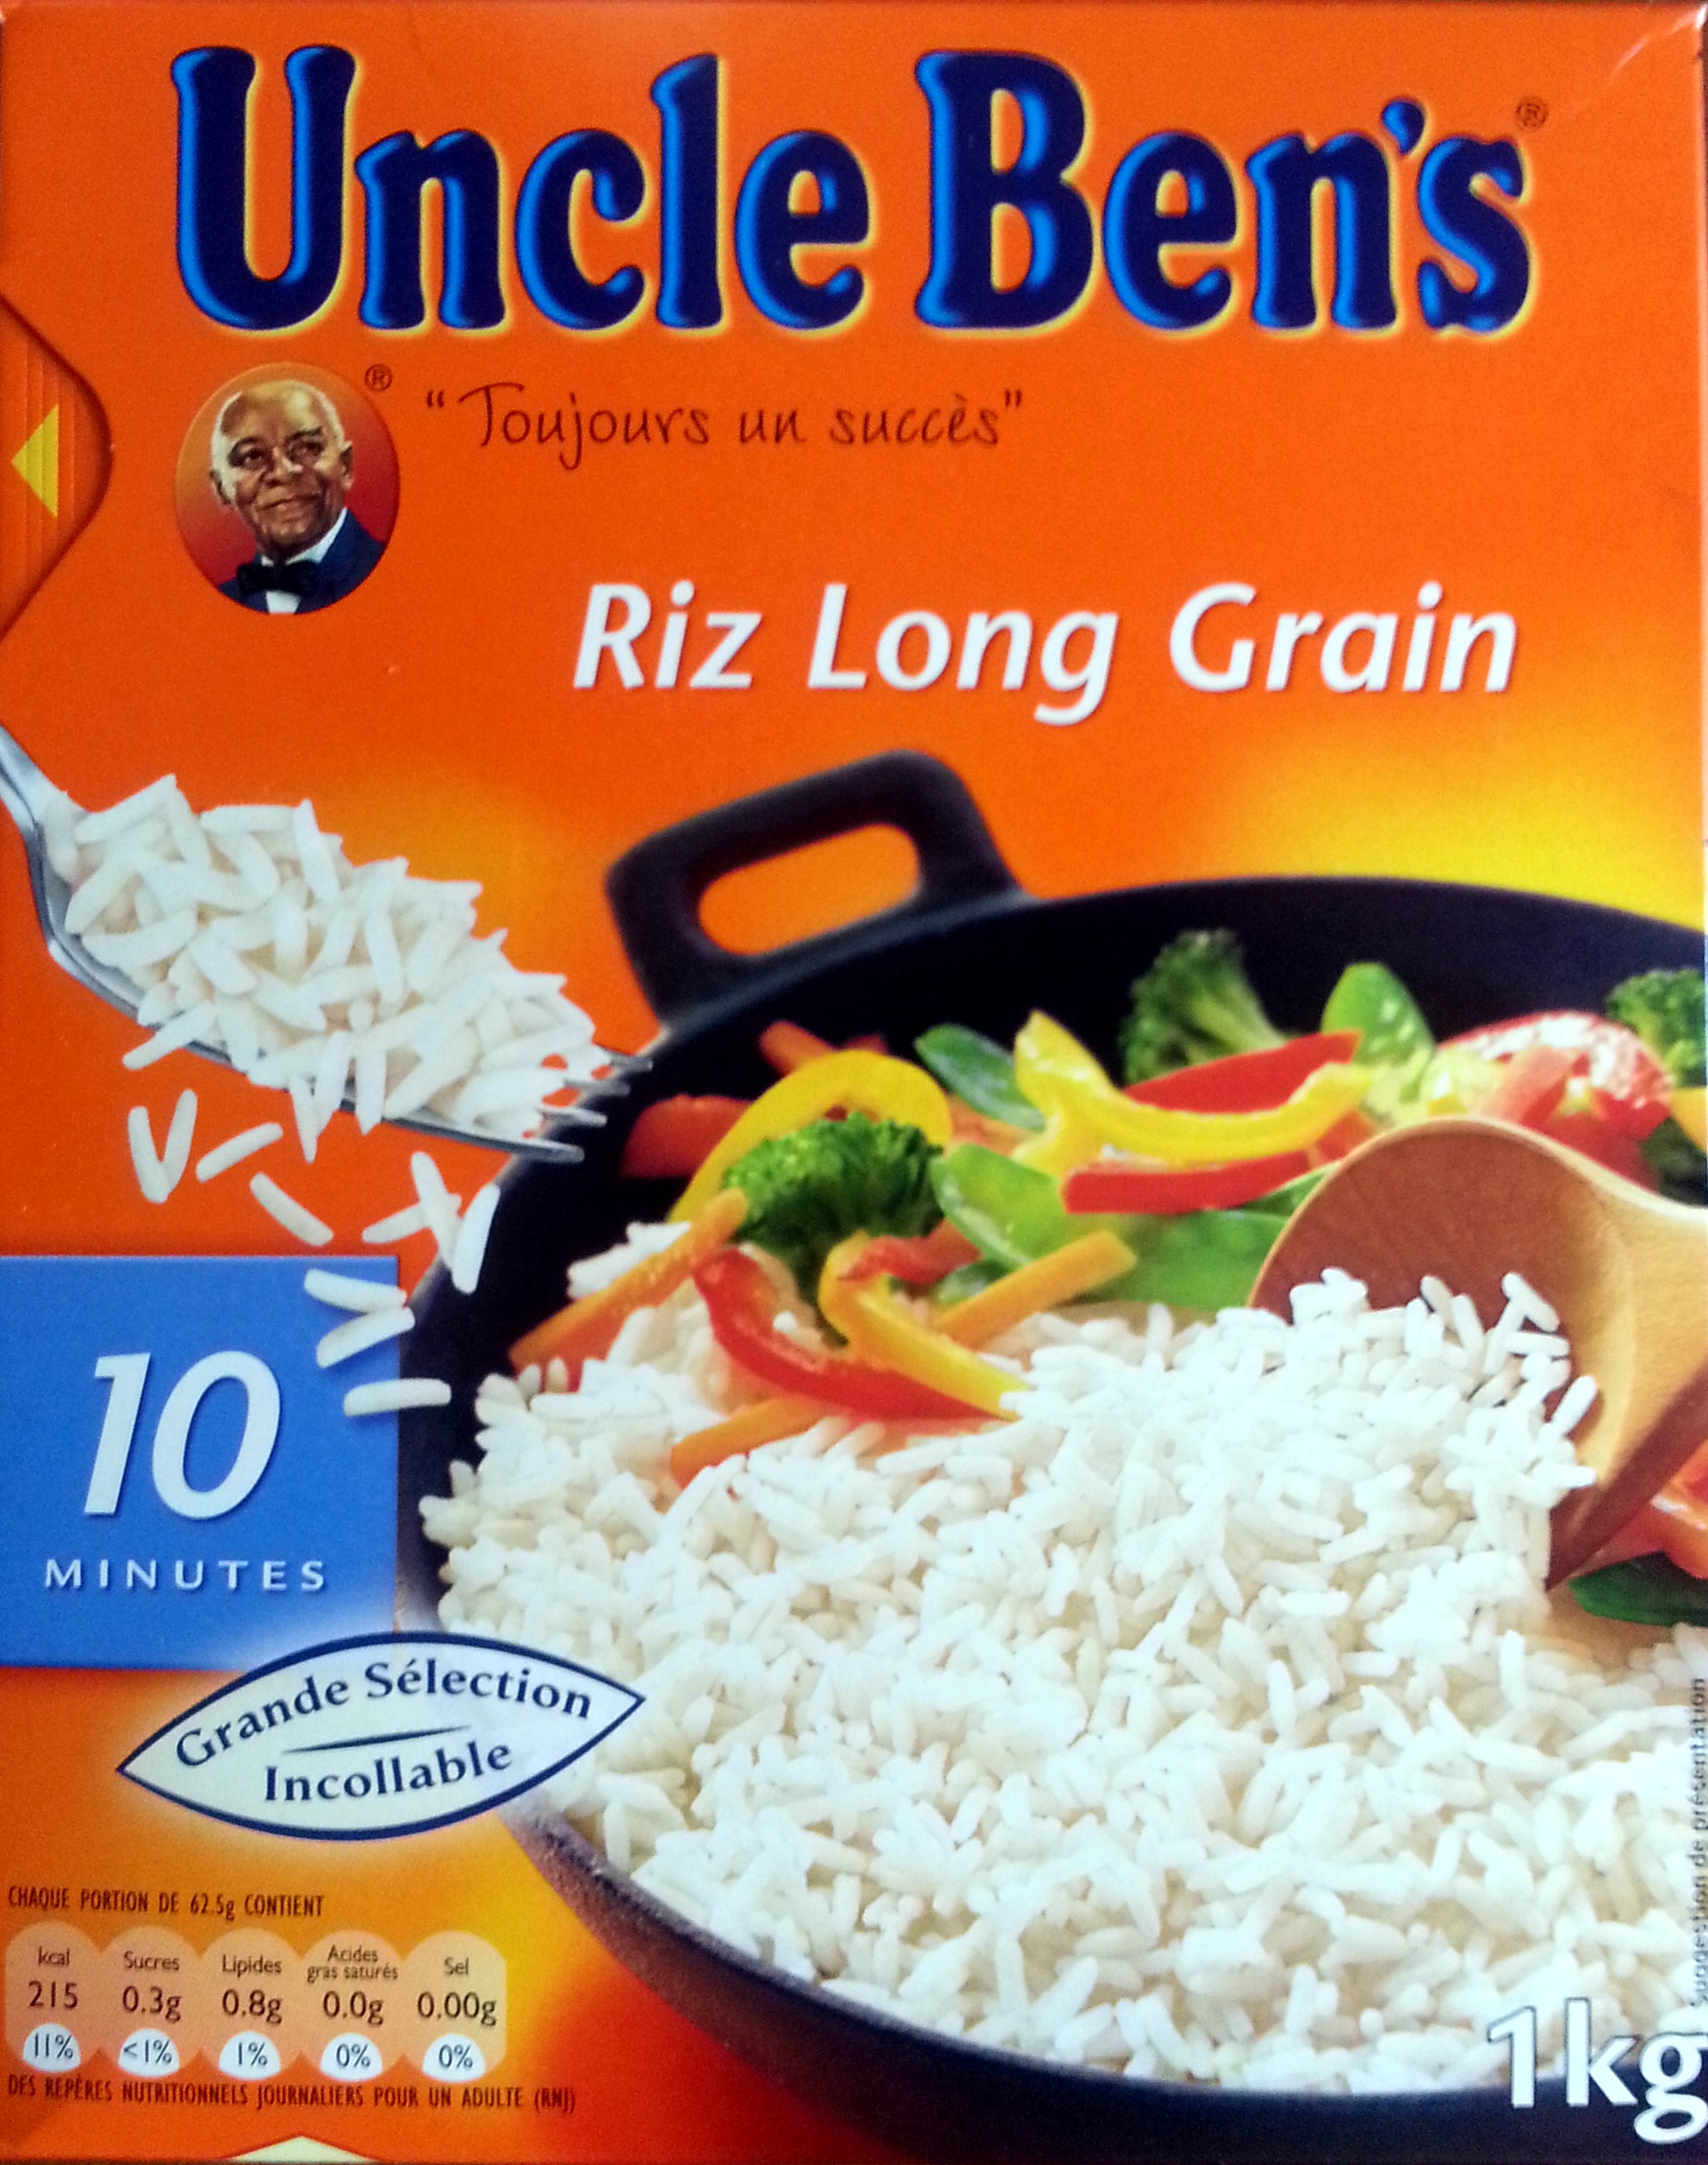 Uncle Ben's ®
®
"Toujours un succès"
Riz Long Grain
10
MINUTES
Grande Sélection
Incollable
CHAQUE PORTION DE 62.5g CONTIENT
kcal Sucres Lipides Acides gras saturés Sel
215 0.3g 0.8g 0.0g 0.00g
11% <1% 1% 0% 0%
DES REPÈRES NUTRITIONNELS JOURNALIERS POUR UN ADULTE (RNJ)
1kg
Suggestion de présentation